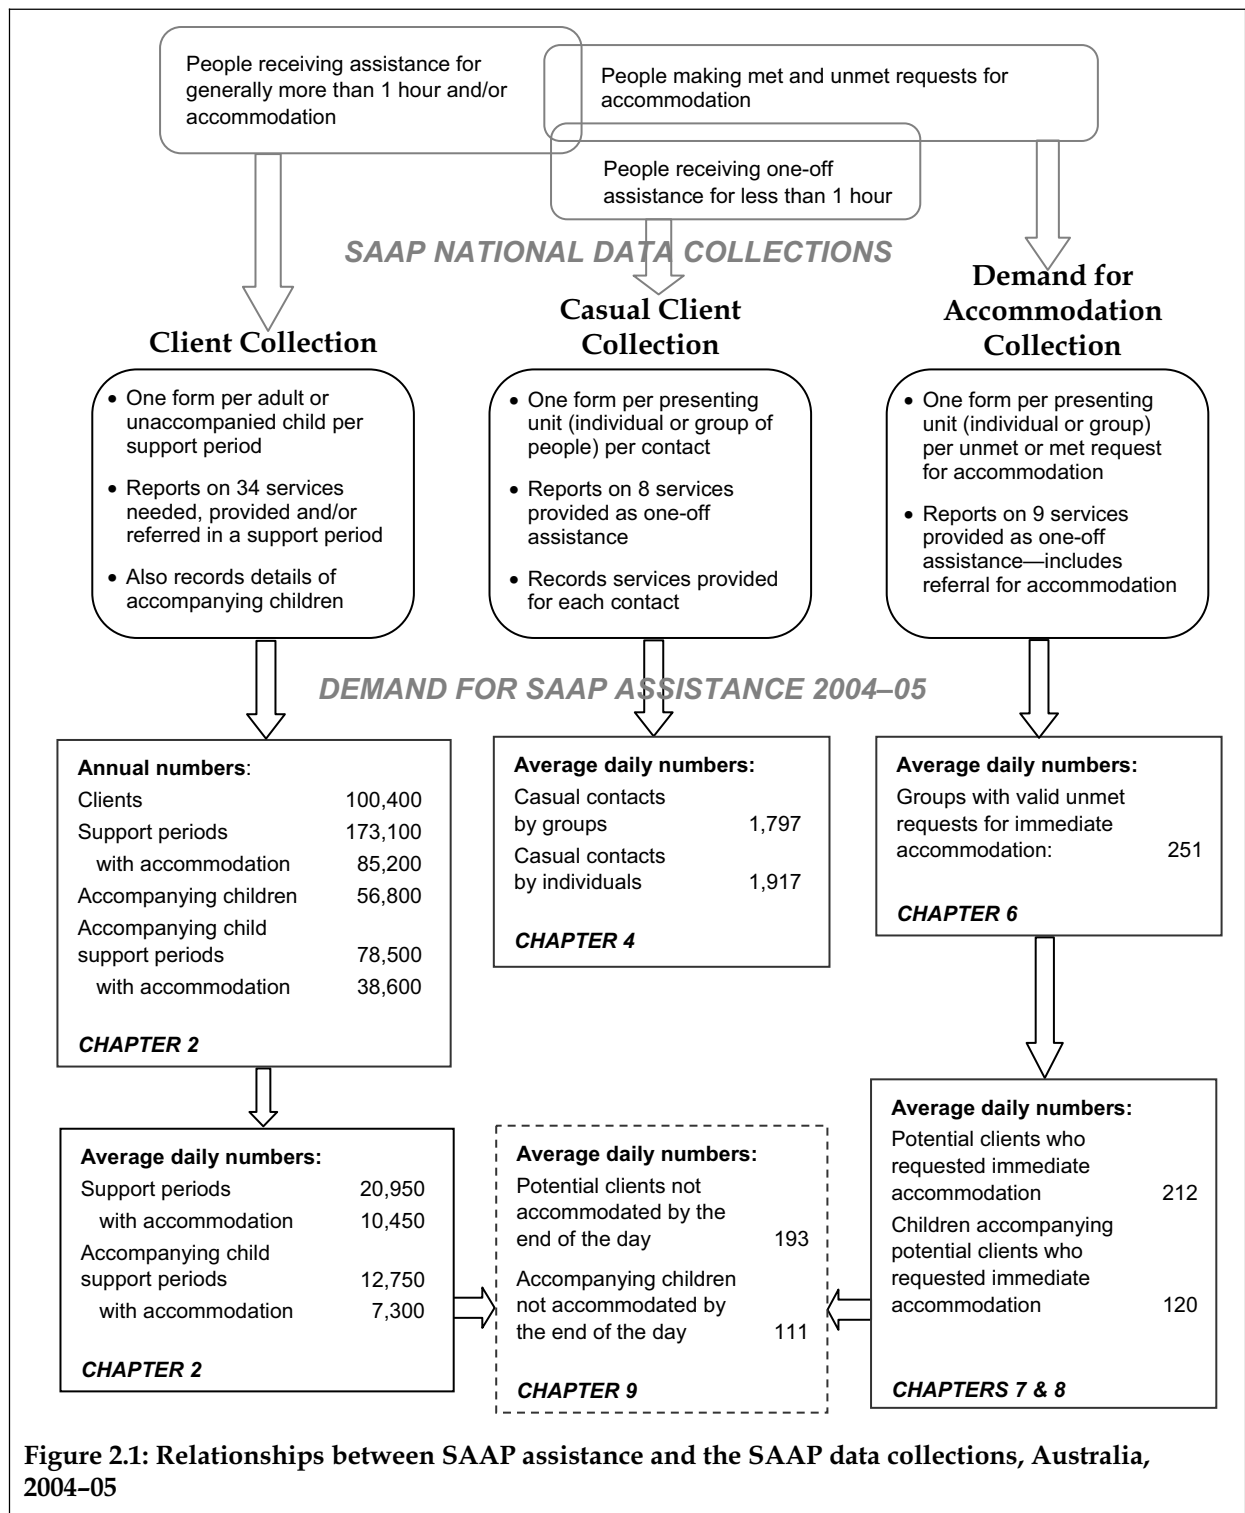 People receiving assistance for
generally more than 1 hour and/or
accommodation
People making met and unmet requests for
accommodation
People receiving one-off
assistance for less than 1 hour
SAAP NATIONAL DATA COLLECTIONS
Client Collection
• One form per adult or
unaccompanied child per
support period
• Reports on 34 services
needed, provided and/or
referred in a support period
• Also records details of
accompanying children
Casual Client
Collection
• One form per presenting
unit (individual or group of
people) per contact
• Reports on 8 services
provided as one-off
assistance
• Records services provided
for each contact
Demand for
Accommodation
Collection
• One form per presenting
unit (individual or group)
per unmet or met request
for accommodation
• Reports on 9 services
provided as one-off
assistance—includes
referral for accommodation
DEMAND FOR SAAP ASSISTANCE 2004–05
Annual numbers:
Clients 100,400
Support periods 173,100
with accommodation 85,200
Accompanying children 56,800
Accompanying child
support periods 78,500
with accommodation 38,600
CHAPTER 2
Average daily numbers:
Casual contacts
by groups 1,797
Casual contacts
by individuals 1,917
CHAPTER 4
Average daily numbers:
Groups with valid unmet
requests for immediate
accommodation: 251
CHAPTER 6
Average daily numbers:
Support periods 20,950
with accommodation 10,450
Accompanying child
support periods 12,750
with accommodation 7,300
CHAPTER 2
Average daily numbers:
Potential clients not
accommodated by the
end of the day 193
Accompanying children
not accommodated by
the end of the day 111
CHAPTER 9
Average daily numbers:
Potential clients who
requested immediate
accommodation 212
Children accompanying
potential clients who
requested immediate
accommodation 120
CHAPTERS 7 & 8
Figure 2.1: Relationships between SAAP assistance and the SAAP data collections, Australia,
2004–05